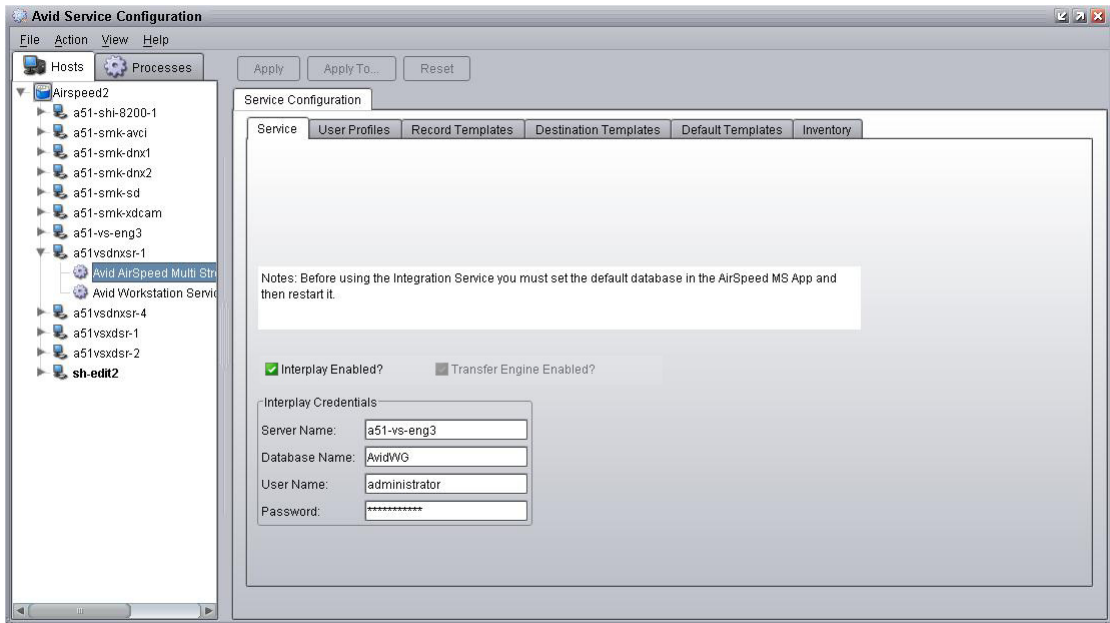 Avid Service Configuration
File Action View Help
Hosts Processes
Airspeed2
a51-shi-8200-1
a51-smk-avci
a51-smk-dnx1
a51-smk-dnx2
a51-smk-sd
a51-smk-xdcam
a51-vs-eng3
a51vsdnxsr-1
Avid AirSpeed Multi Stre
Avid Workstation Servic
a51vsdnxsr-4
a51vsxdsr-1
a51vsxdsr-2
sh-edit2
Apply Apply To... Reset
Service Configuration
Service User Profiles Record Templates Destination Templates Default Templates Inventory
Notes: Before using the Integration Service you must set the default database in the AirSpeed MS App and
then restart it.
Interplay Enabled? Transfer Engine Enabled?
Interplay Credentials
Server Name: a51-vs-eng3
Database Name: AvidWG
User Name: administrator
Password: ***********